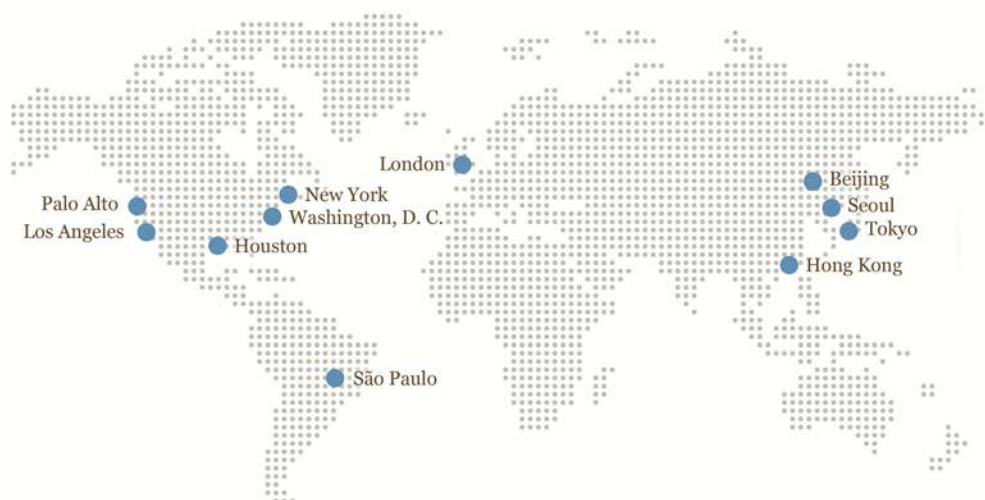 London
Beijing
New York
Palo Alto
Seoul
Washington, D. C.
Tokyo
Los Angeles
Houston
Hong Kong
São Paulo